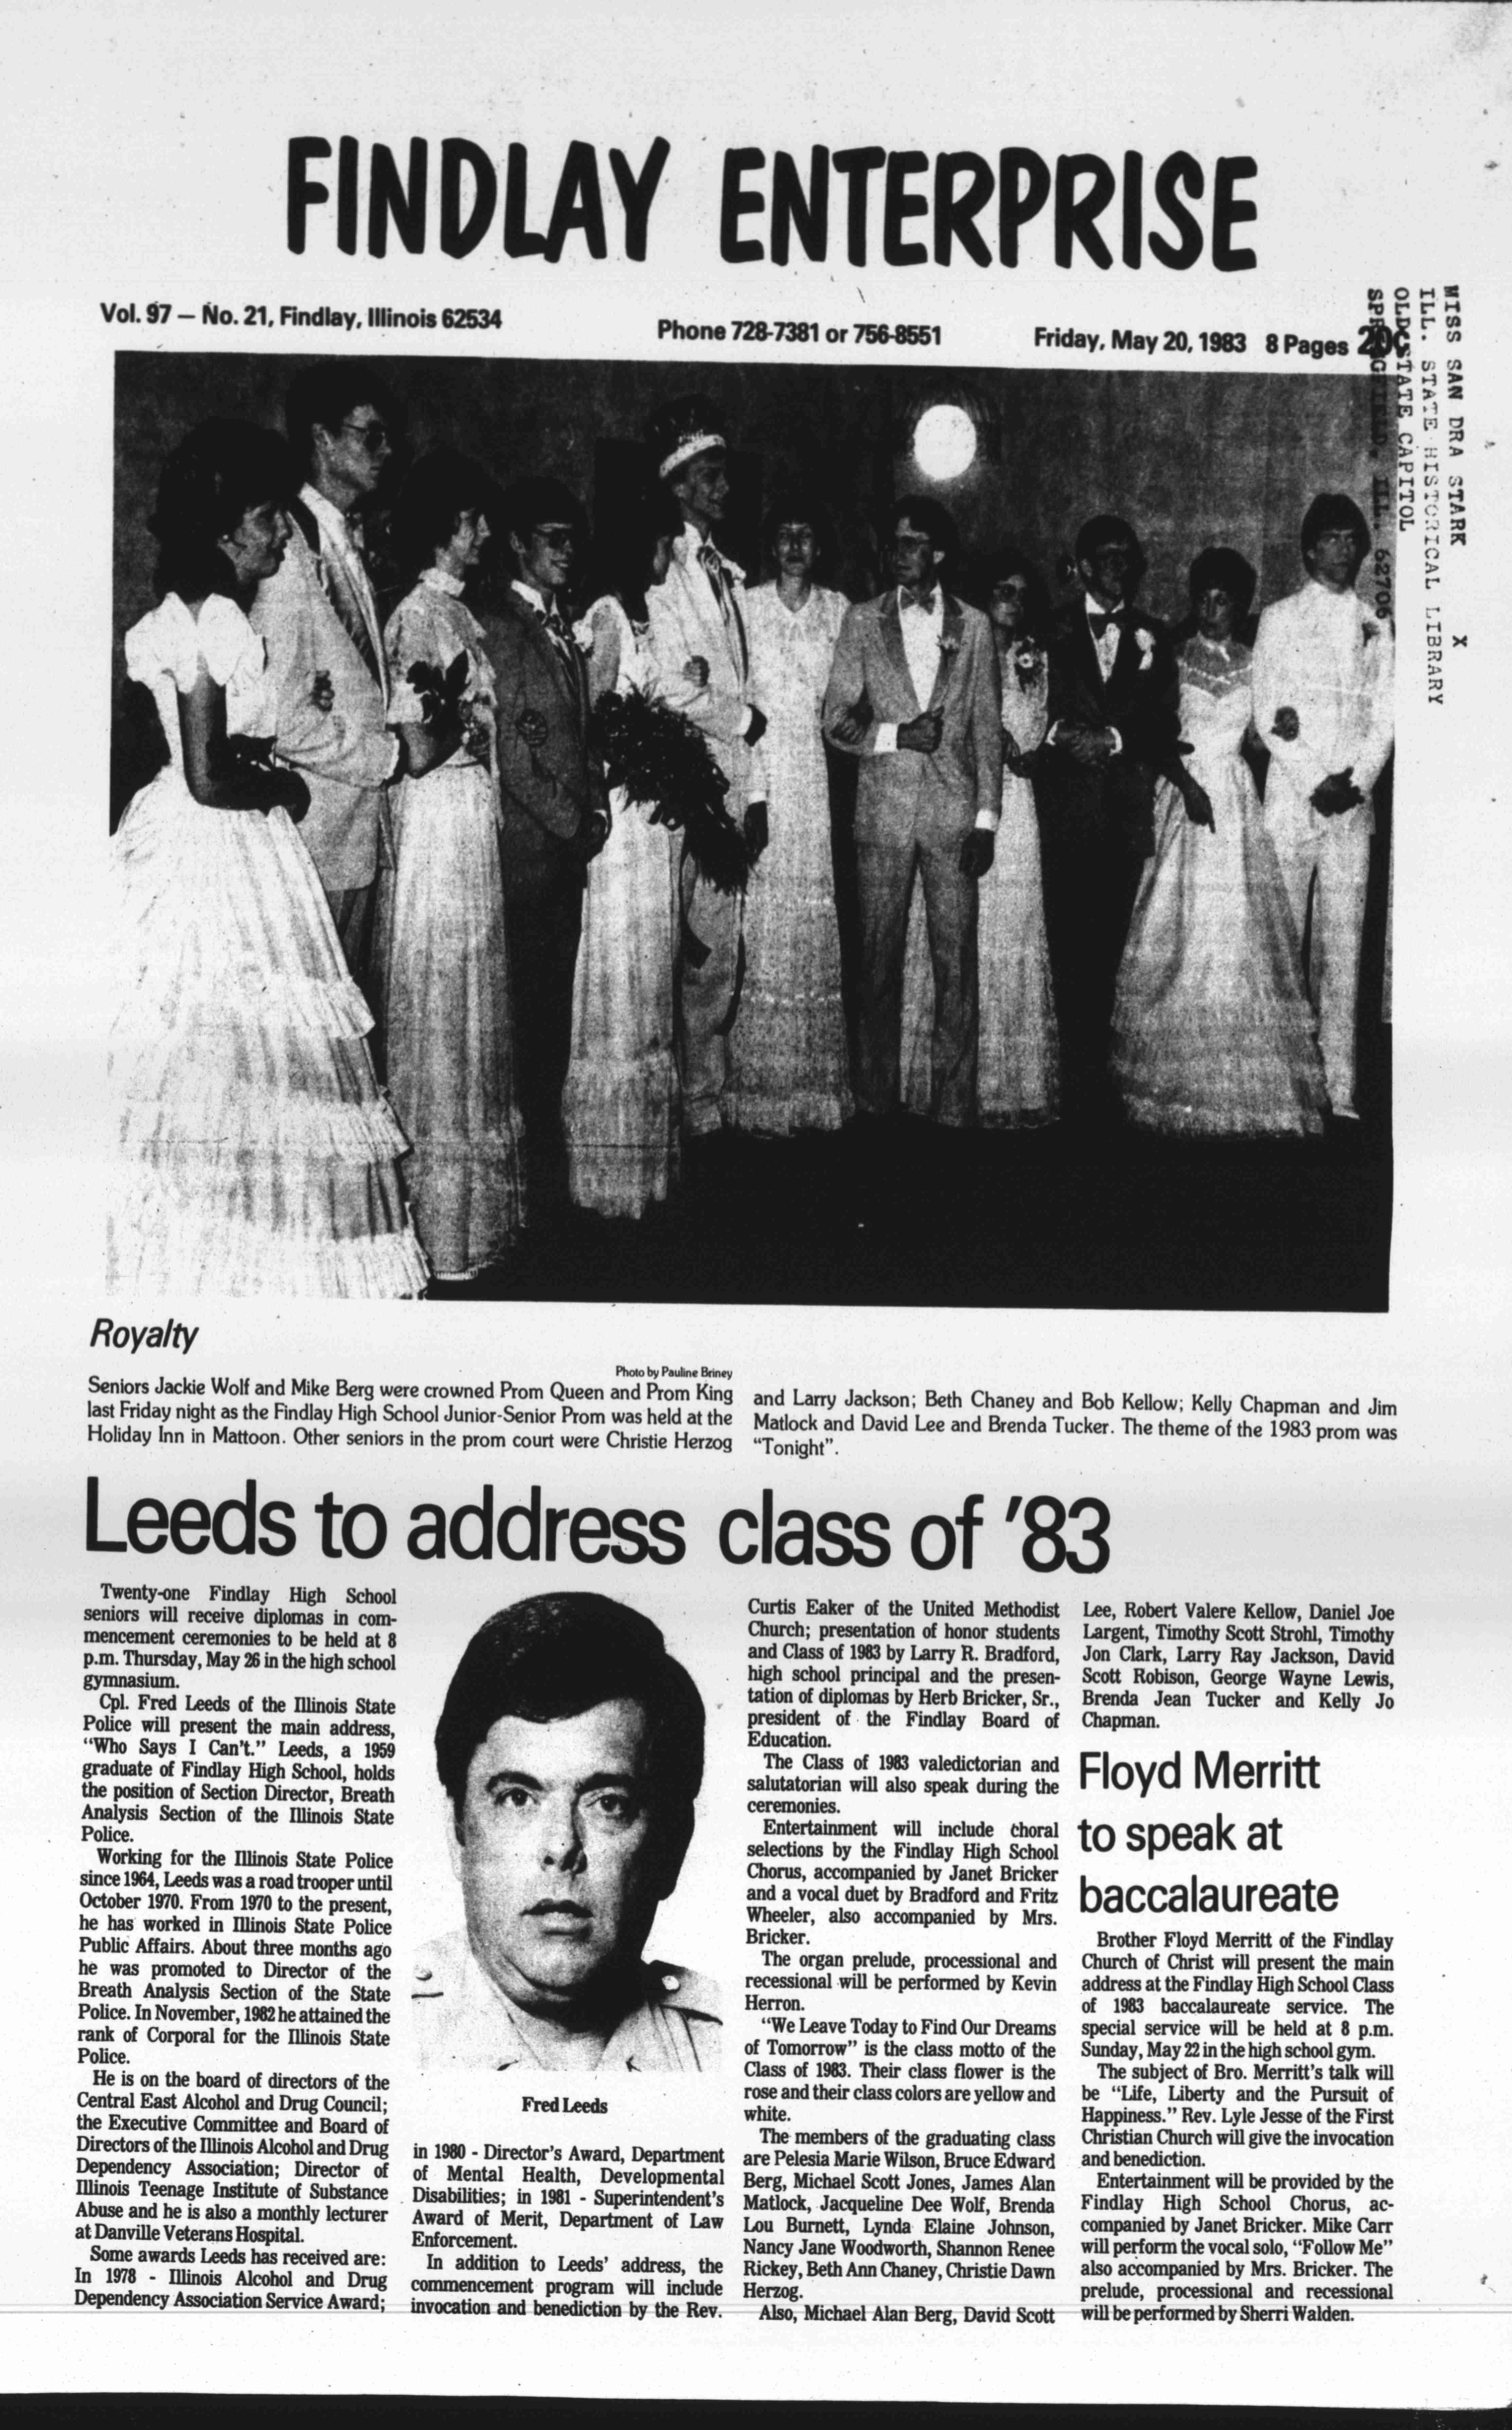 FINDLAY ENTERPRISE
Vol. 97 — No. 21, Findlay, Illinois 62534
Phone 728-7381 or 756-8551
Friday, May 20, 1983 8 Pages 20¢
MISS SAN DRA STARK X
ILL. STATE HISTORICAL LIBRARY
OLD STATE CAPITOL
SPRINGFIELD, ILL. 62706
Royalty
Photo by Pauline Briney
Seniors Jackie Wolf and Mike Berg were crowned Prom Queen and Prom King
last Friday night as the Findlay High School Junior-Senior Prom was held at the
Holiday Inn in Mattoon. Other seniors in the prom court were Christie Herzog
and Larry Jackson; Beth Chaney and Bob Kellow; Kelly Chapman and Jim
Matlock and David Lee and Brenda Tucker. The theme of the 1983 prom was
“Tonight”.
Leeds to address class of ’83
Twenty-one Findlay High School
seniors will receive diplomas in com-
mencement ceremonies to be held at 8
p.m. Thursday, May 26 in the high school
gymnasium.
Cpl. Fred Leeds of the Illinois State
Police will present the main address,
“Who Says I Can’t.” Leeds, a 1959
graduate of Findlay High School, holds
the position of Section Director, Breath
Analysis Section of the Illinois State
Police.
Working for the Illinois State Police
since 1964, Leeds was a road trooper until
October 1970. From 1970 to the present,
he has worked in Illinois State Police
Public Affairs. About three months ago
he was promoted to Director of the
Breath Analysis Section of the State
Police. In November, 1982 he attained the
rank of Corporal for the Illinois State
Police.
He is on the board of directors of the
Central East Alcohol and Drug Council;
the Executive Committee and Board of
Directors of the Illinois Alcohol and Drug
Dependency Association; Director of
Illinois Teenage Institute of Substance
Abuse and he is also a monthly lecturer
at Danville Veterans Hospital.
Some awards Leeds has received are:
In 1978 - Illinois Alcohol and Drug
Dependency Association Service Award;
Fred Leeds
in 1980 - Director’s Award, Department
of Mental Health, Developmental
Disabilities; in 1981 - Superintendent’s
Award of Merit, Department of Law
Enforcement.
In addition to Leeds’ address, the
commencement program will include
invocation and benediction by the Rev.
Curtis Eaker of the United Methodist
Church; presentation of honor students
and Class of 1983 by Larry R. Bradford,
high school principal and the presen-
tation of diplomas by Herb Bricker, Sr.,
president of the Findlay Board of
Education.
The Class of 1983 valedictorian and
salutatorian will also speak during the
ceremonies.
Entertainment will include choral
selections by the Findlay High School
Chorus, accompanied by Janet Bricker
and a vocal duet by Bradford and Fritz
Wheeler, also accompanied by Mrs.
Bricker.
The organ prelude, processional and
recessional will be performed by Kevin
Herron.
“We Leave Today to Find Our Dreams
of Tomorrow” is the class motto of the
Class of 1983. Their class flower is the
rose and their class colors are yellow and
white.
The members of the graduating class
are Pelesia Marie Wilson, Bruce Edward
Berg, Michael Scott Jones, James Alan
Matlock, Jacqueline Dee Wolf, Brenda
Lou Burnett, Lynda Elaine Johnson,
Nancy Jane Woodworth, Shannon Renee
Rickey, Beth Ann Chaney, Christie Dawn
Herzog.
Also, Michael Alan Berg, David Scott
Lee, Robert Valere Kellow, Daniel Joe
Largent, Timothy Scott Strohl, Timothy
Jon Clark, Larry Ray Jackson, David
Scott Robison, George Wayne Lewis,
Brenda Jean Tucker and Kelly Jo
Chapman.
Floyd Merritt
to speak at
baccalaureate
Brother Floyd Merritt of the Findlay
Church of Christ will present the main
address at the Findlay High School Class
of 1983 baccalaureate service. The
special service will be held at 8 p.m.
Sunday, May 22 in the high school gym.
The subject of Bro. Merritt’s talk will
be “Life, Liberty and the Pursuit of
Happiness.” Rev. Lyle Jesse of the First
Christian Church will give the invocation
and benediction.
Entertainment will be provided by the
Findlay High School Chorus, ac-
companied by Janet Bricker. Mike Carr
will perform the vocal solo, “Follow Me”
also accompanied by Mrs. Bricker. The
prelude, processional and recessional
will be performed by Sherri Walden.